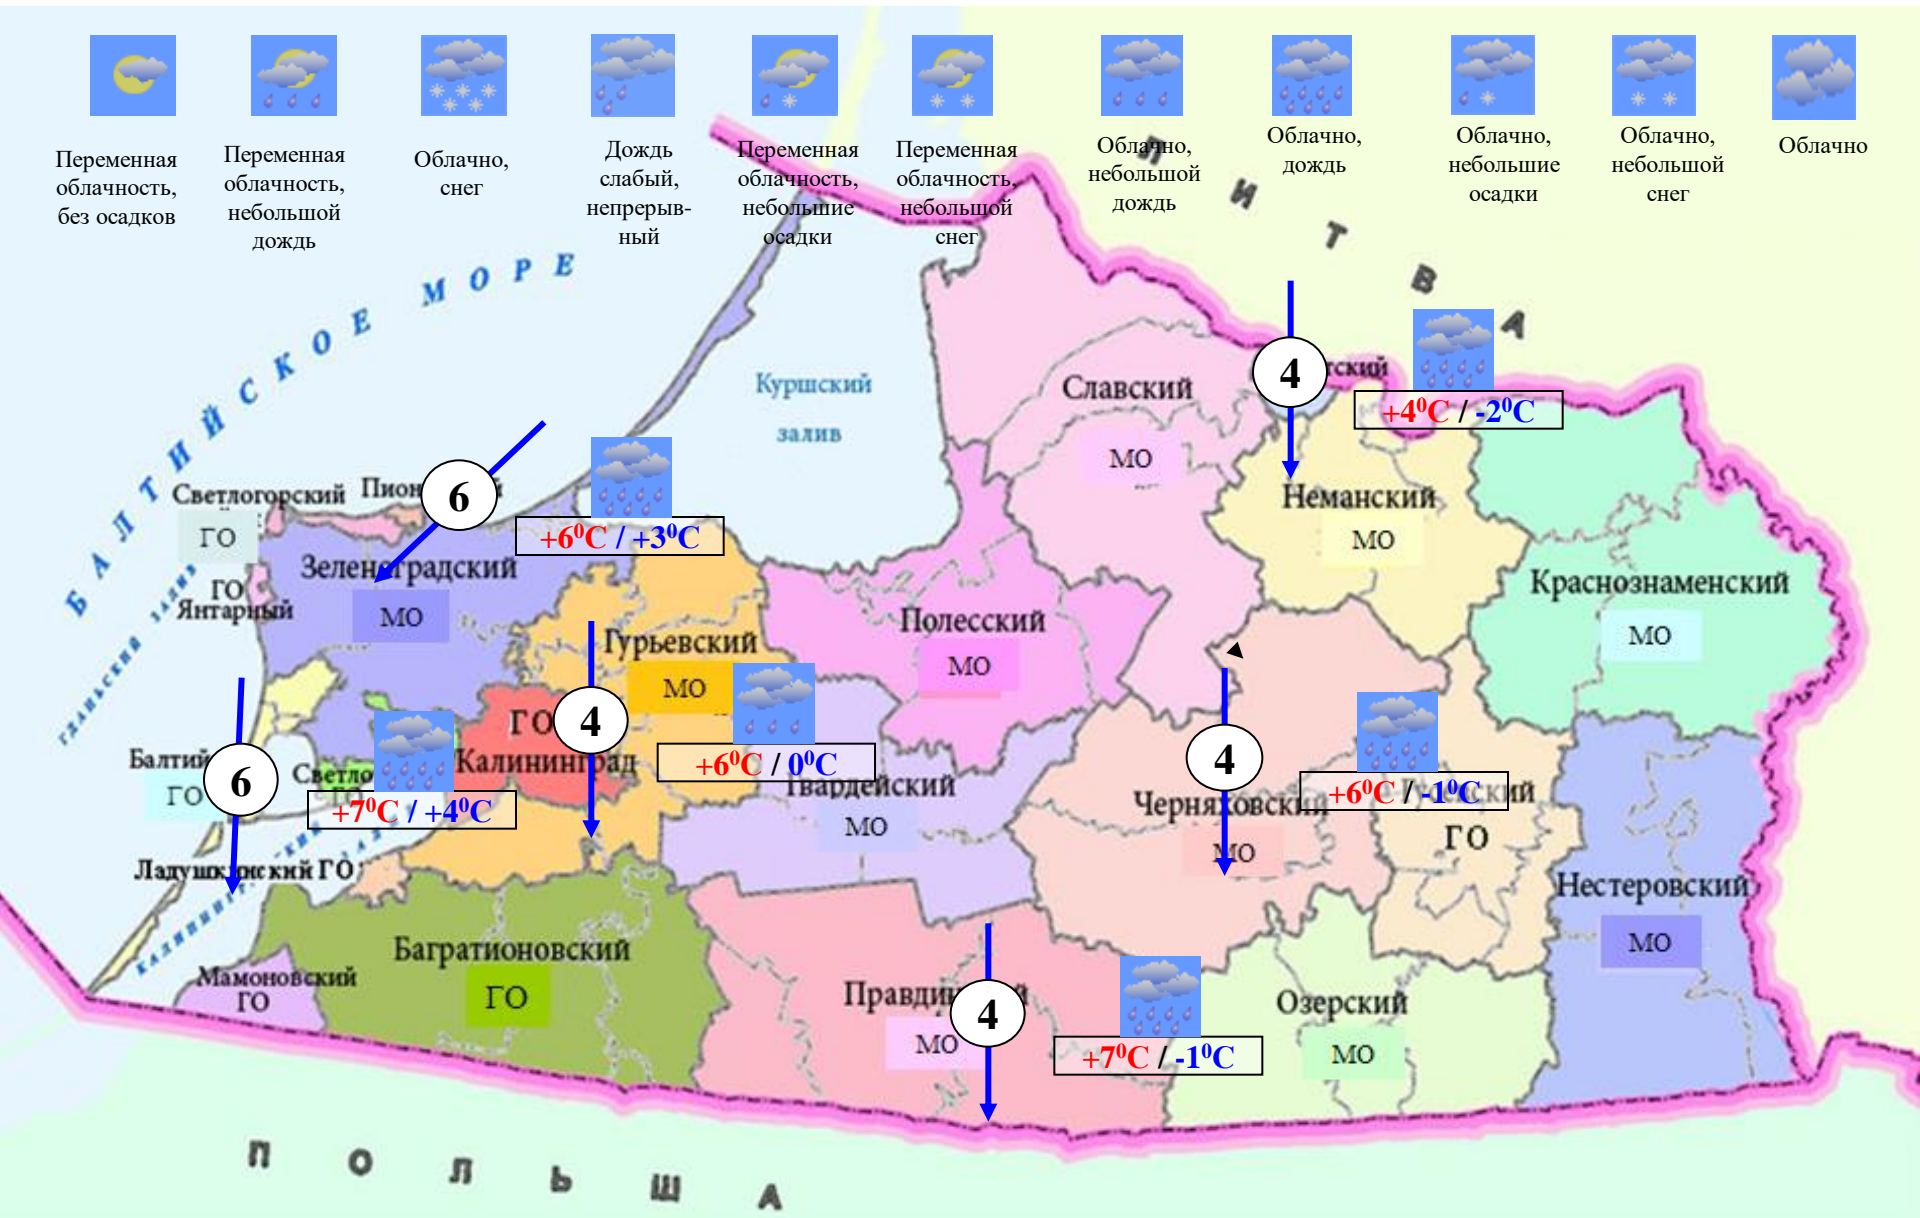 Переменная
облачность,
без осадков
Переменная
облачность,
небольшой
дождь
Облачно,
снег
Дождь
слабый,
непрерыв-
ный
Переменная
облачность,
небольшие
осадки
Переменная
облачность,
небольшой
снег
Облачно,
небольшой
дождь
Облачно,
дождь
Облачно,
небольшие
осадки
Облачно,
небольшой
снег
Облачно
ЛИТВА
БАЛТИЙСКОЕ МОРЕ
Куршский
залив
Славский
МО
4
+4⁰C / -2⁰C
Неманский
МО
Светлогорский
ГО
6
+6⁰C / +3⁰C
ГО
Янтарный
Зеленоградский
МО
ГДАНЬСКИЙ ЗАЛИВ
Краснознаменский
МО
Полесский
МО
Гурьевский
МО
4
+6⁰C / 0⁰C
ГО
Калининград
ГО
6
+7⁰C / +4⁰C
Гвардейский
МО
4
Черняховский
МО
+6⁰C / -1⁰C
Гусевский
ГО
Ладушкинский ГО
Нестеровский
МО
Багратионовский
ГО
Мамоновский
ГО
МО
4
+7⁰C / -1⁰C
Озерский
МО
ПОЛЬША